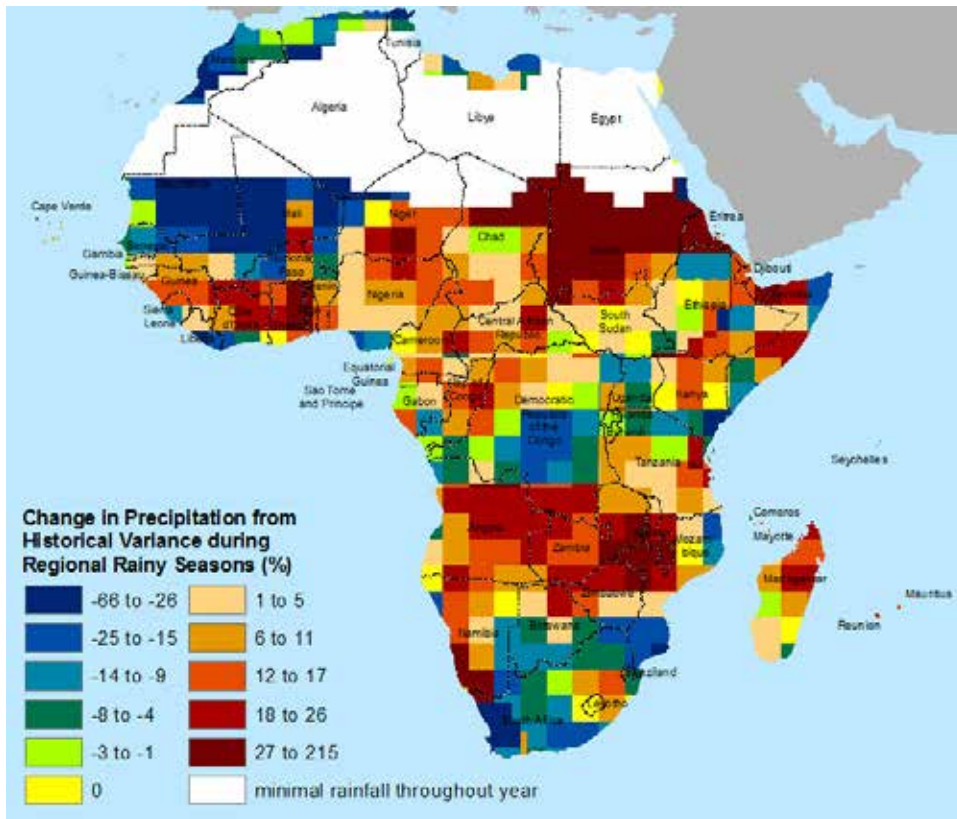 Tunisia
Algeria
Libya
Egypt
Cape Verde
Mali
Niger
Chad
Eritrea
Gambia
Guinea-Bissau
Guinea
Djibouti
Nigeria
Ethiopia
Sierra
Leone
Central African
Republic
South
Sudan
Cameroon
Equatorial
Guinea
Sao Tome
and Principe
Gabon
Congo
Democratic
of the
Congo
Uganda
Kenya
Tanzania
Seychelles
Comoros
Mayotte
Angola
Zambia
Mozam
bique
Madagascar
Mauritius
Reunion
Zimbabwe
Namibia
Botswana
Swaziland
Lesotho
South Africa
Change in Precipitation from
Historical Variance during
Regional Rainy Seasons (%)
-66 to -26
1 to 5
-25 to -15
6 to 11
-14 to -9
12 to 17
-8 to -4
18 to 26
-3 to -1
27 to 215
0
minimal rainfall throughout year